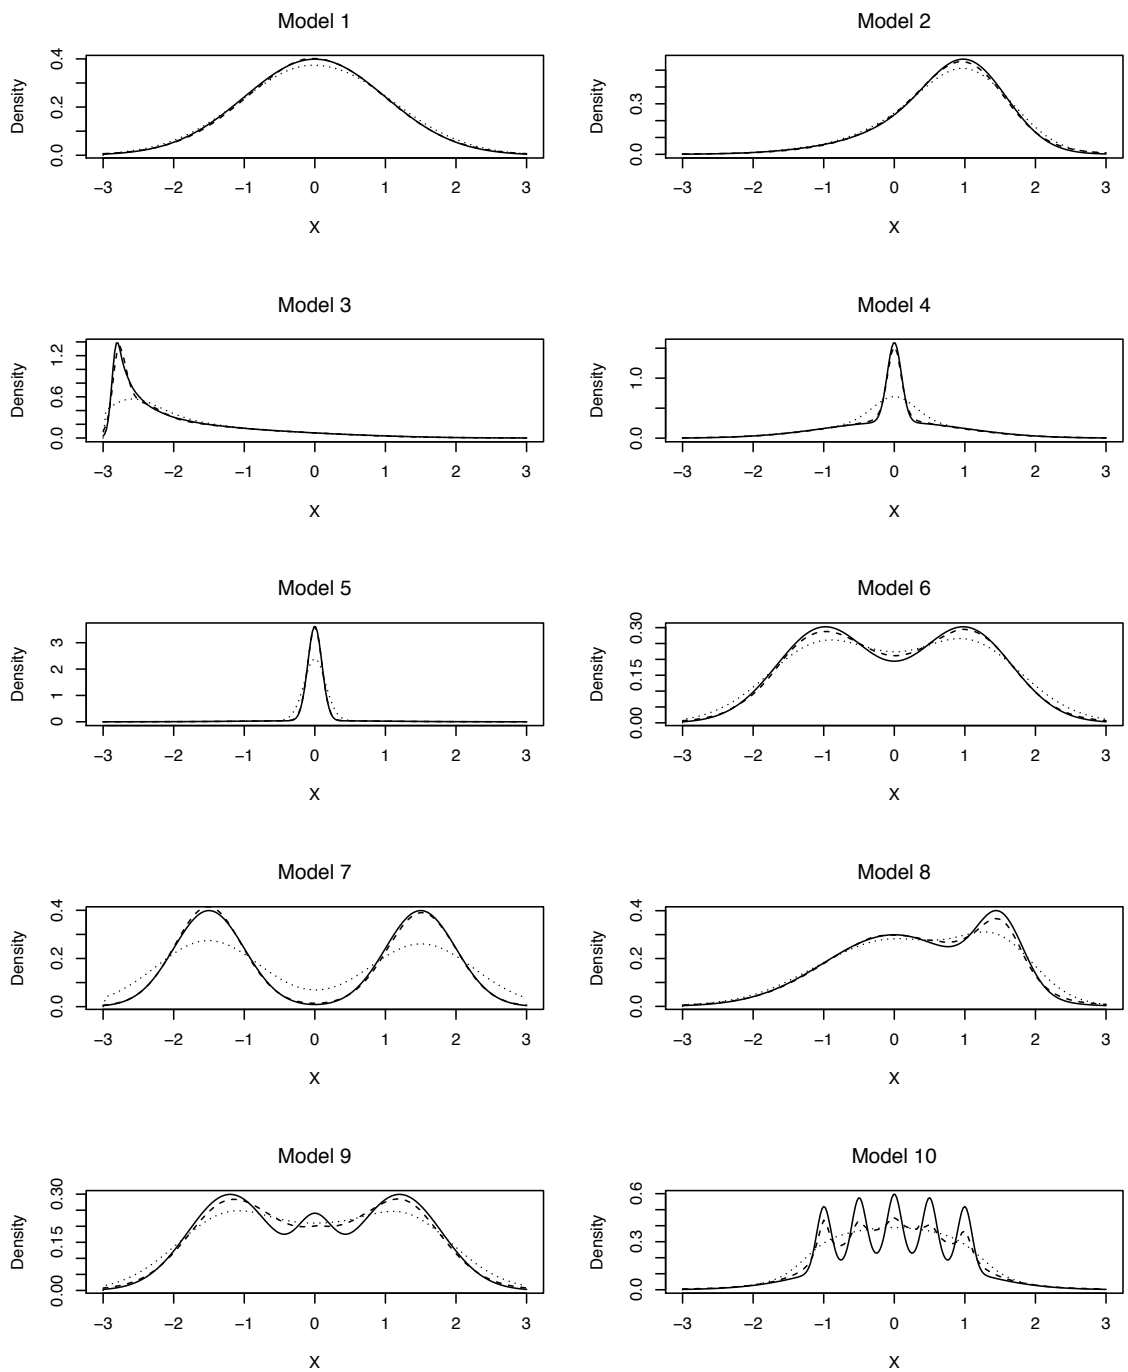 Model 1
Density
0.0 0.2 0.4
−3 −2 −1 0 1 2 3
X
Model 2
Density
0.0 0.3
−3 −2 −1 0 1 2 3
X
Model 3
Density
0.0 0.6 1.2
−3 −2 −1 0 1 2 3
X
Model 4
Density
0.0 1.0
−3 −2 −1 0 1 2 3
X
Model 5
Density
0 1 2 3
−3 −2 −1 0 1 2 3
X
Model 6
Density
0.00 0.15 0.30
−3 −2 −1 0 1 2 3
X
Model 7
Density
0.0 0.2 0.4
−3 −2 −1 0 1 2 3
X
Model 8
Density
0.0 0.2 0.4
−3 −2 −1 0 1 2 3
X
Model 9
Density
0.00 0.15 0.30
−3 −2 −1 0 1 2 3
X
Model 10
Density
0.0 0.3 0.6
−3 −2 −1 0 1 2 3
X